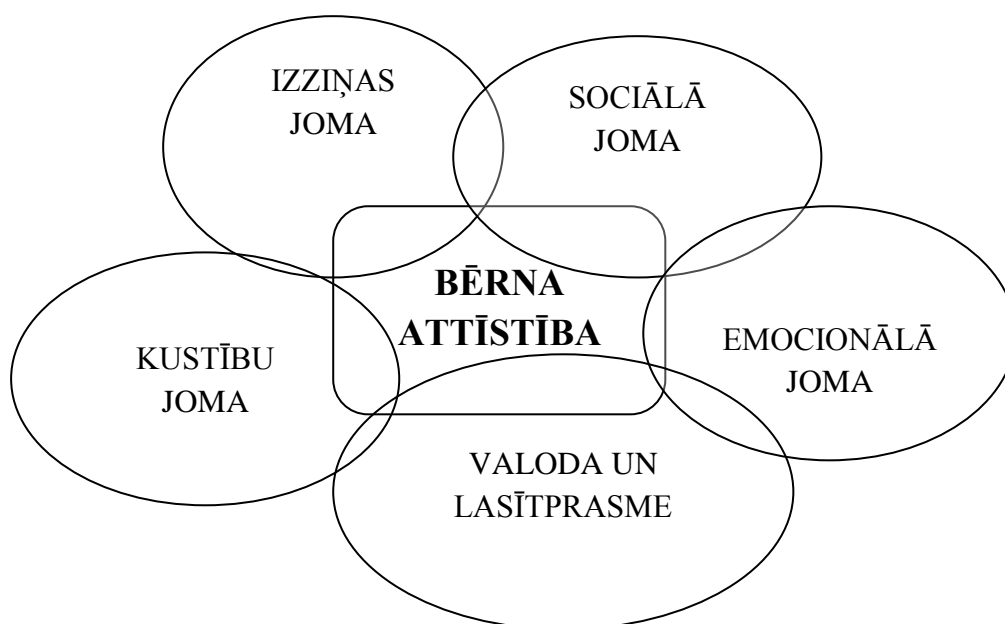 IZZIŅAS
JOMA
SOCIĀLĀ
JOMA
BĒRNA
ATTĪSTĪBA
KUSTĪBU
JOMA
EMOCIONĀLĀ
JOMA
VALODA UN
LASĪTPRASME